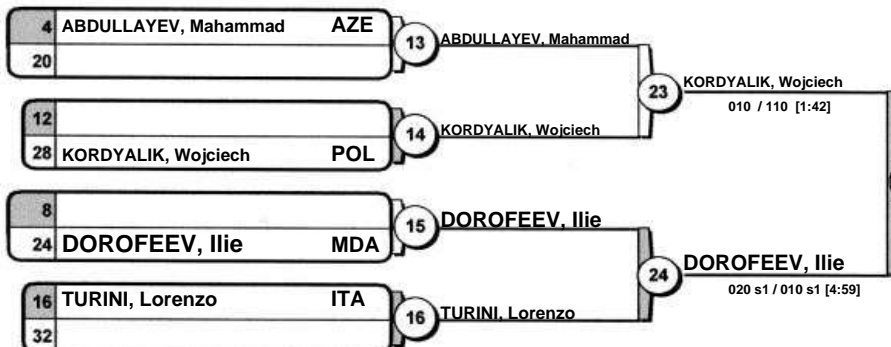 4 ABDULLAYEV, Mahammad AZE
20
13 ABDULLAYEV, Mahammad
12
28 KORDYALIK, Wojciech POL
14 KORDYALIK, Wojciech
23 KORDYALIK, Wojciech
010 / 110 [1:42]
8
24 DOROFEEV, Ilie MDA
15 DOROFEEV, Ilie
16 TURINI, Lorenzo ITA
32
16 TURINI, Lorenzo
24 DOROFEEV, Ilie
020 s1 / 010 s1 [4:59]